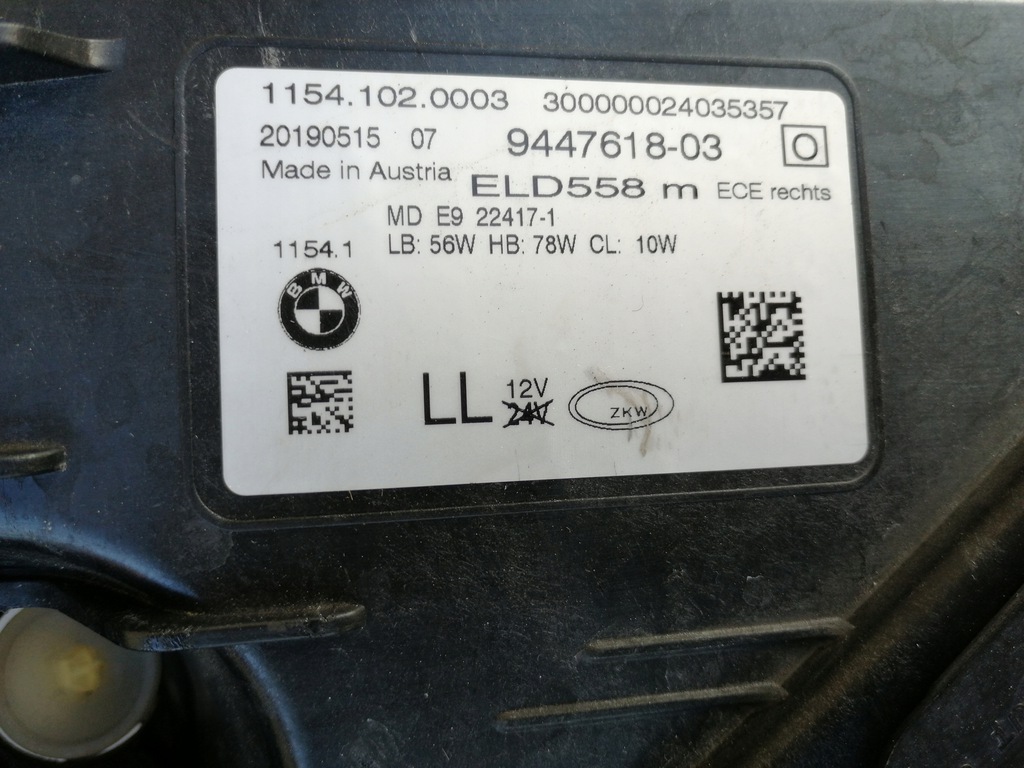 1154.102.0003 300000024035357
20190515 07 9447618-03 O
Made in Austria ELD558 m ECE rechts
MD E9 22417-1
1154.1 LB: 56W HB: 78W CL: 10W
BMW
LL 12V
24V
ZKW